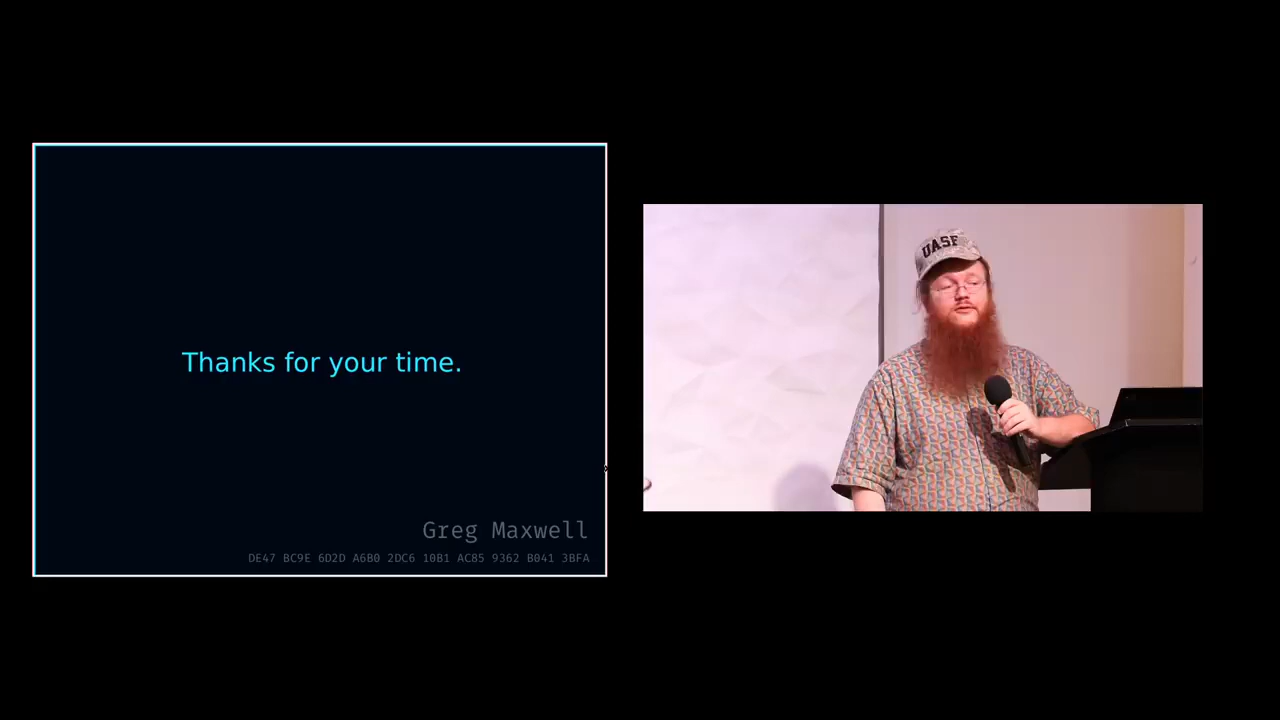 Thanks for your time.
Greg Maxwell
DE47 BC9E 6D2D A6B0 2DC6 10B1 AC85 9362 B041 3BFA
UASF